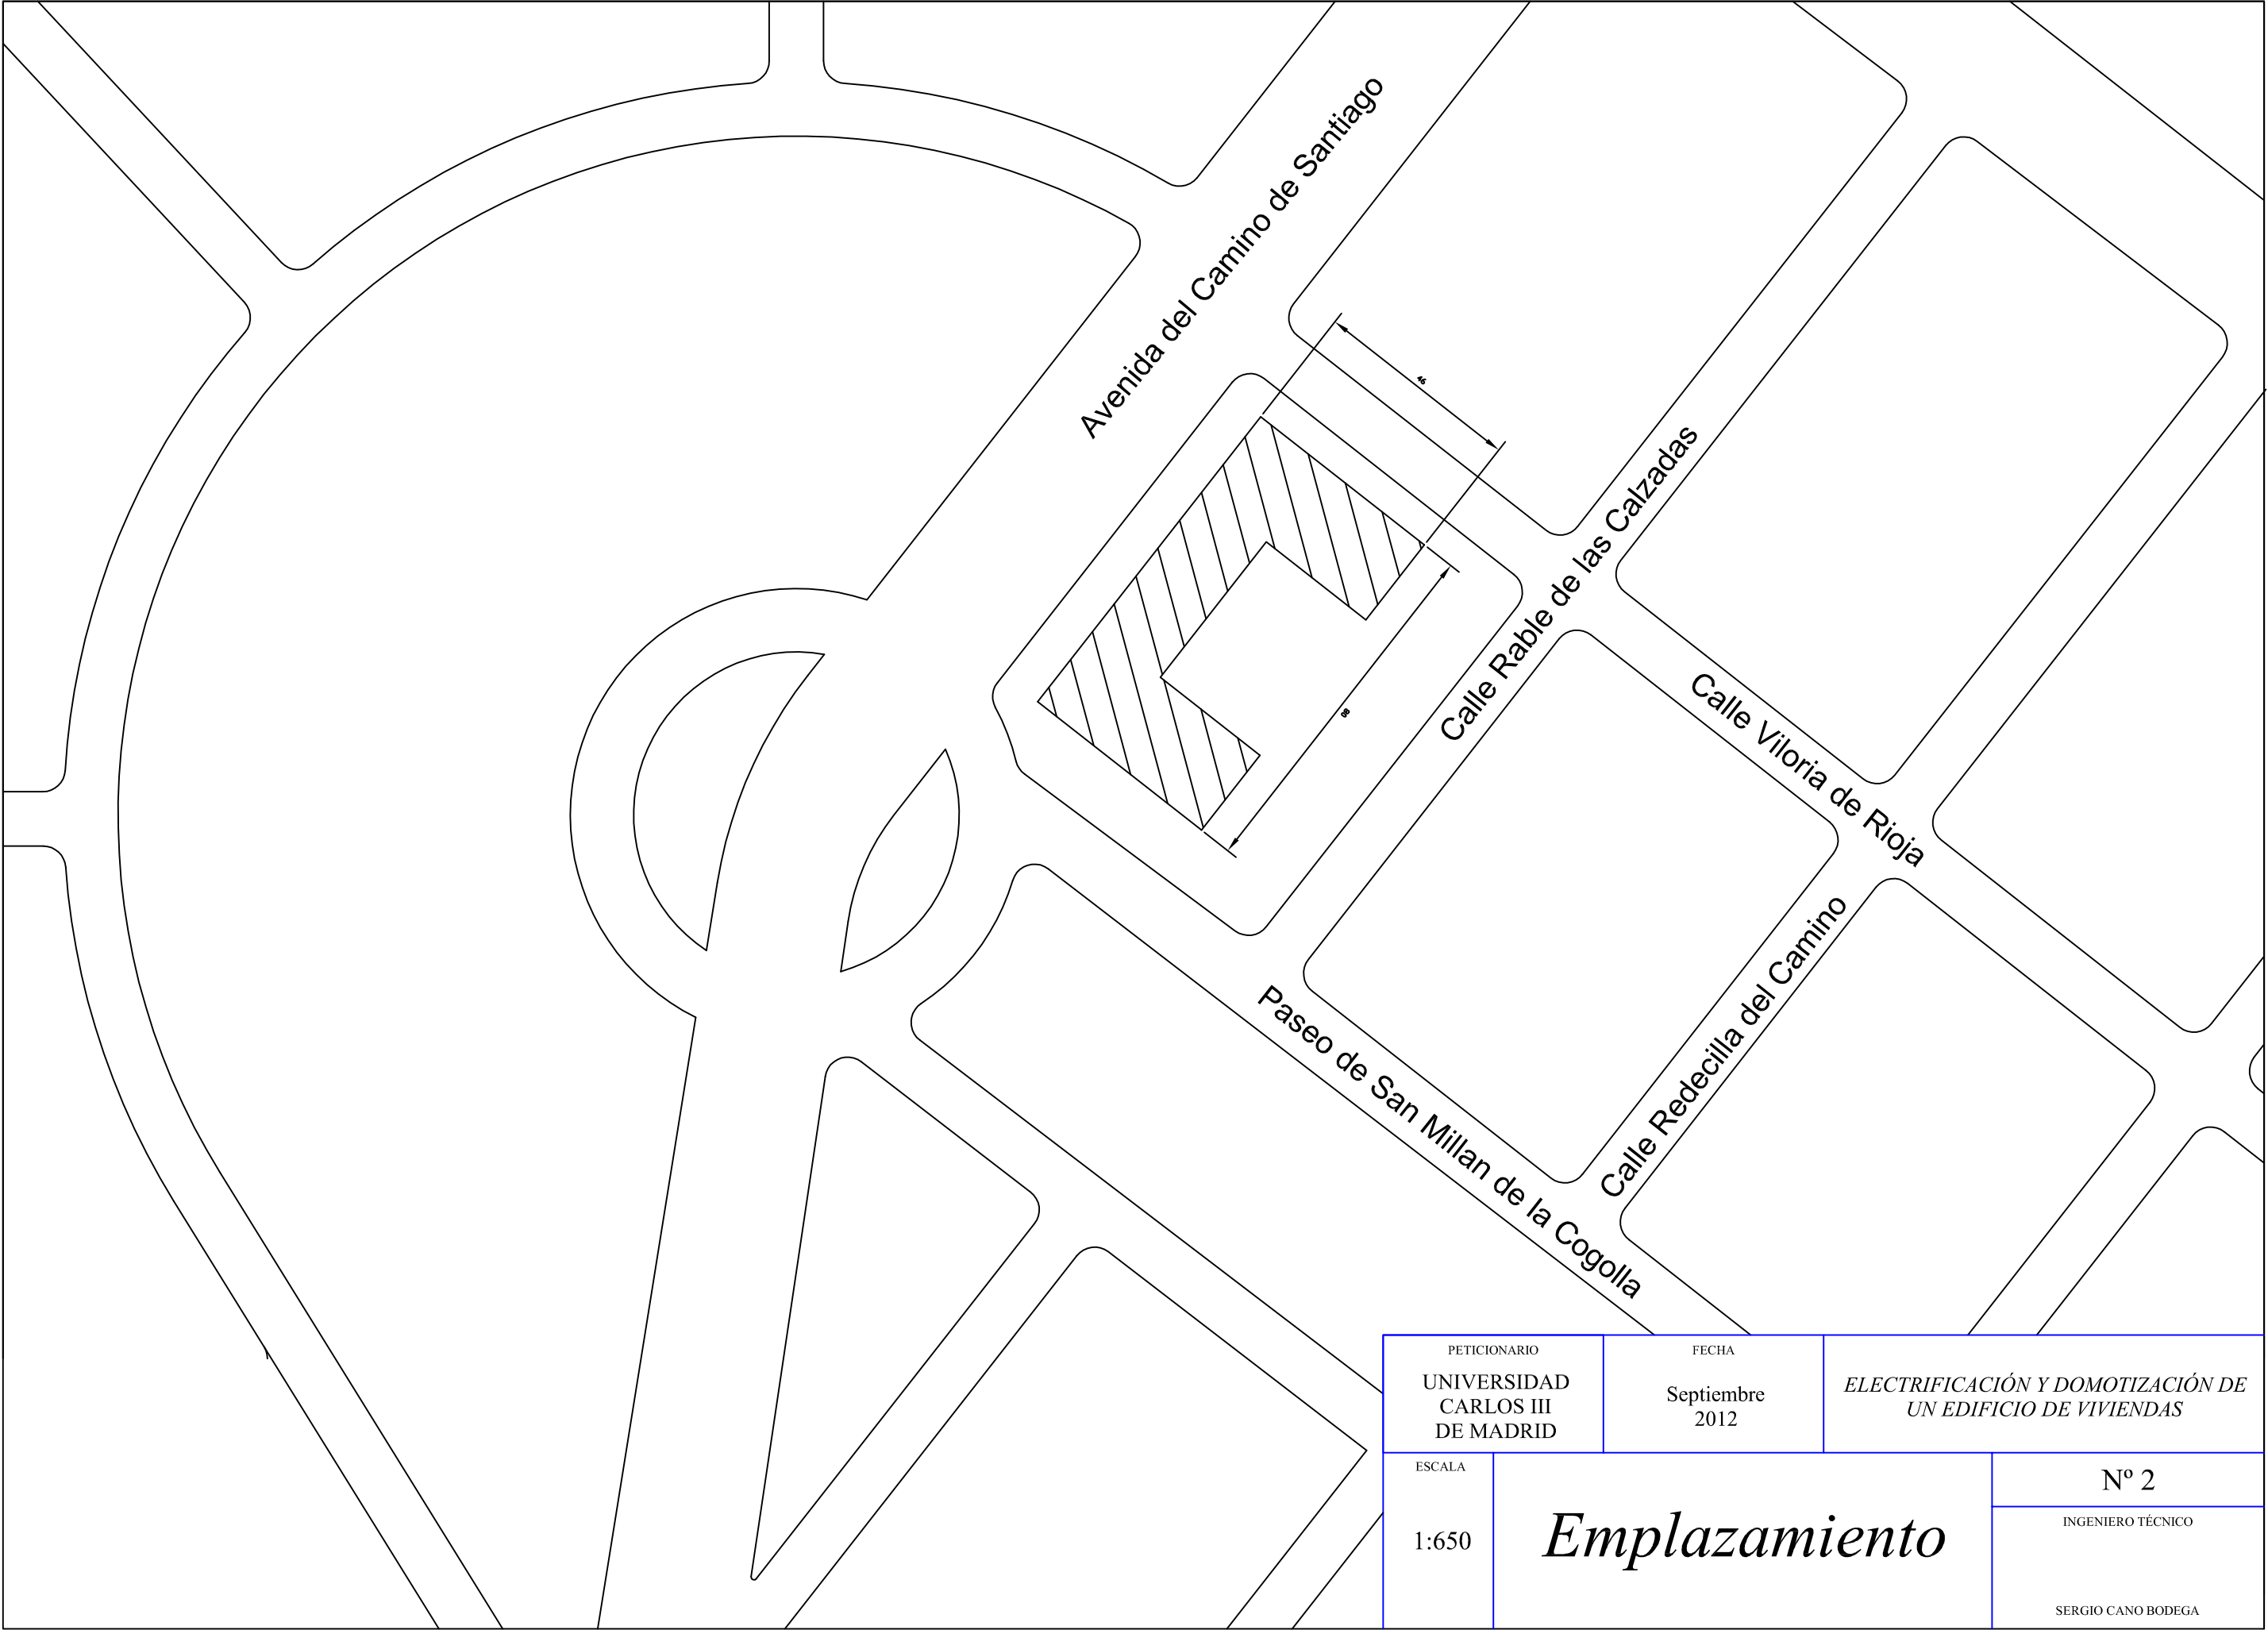 Avenida del Camino de Santiago
46
Calle Rable de las Calzadas
80
Calle Viloria de Rioja
Calle Redecilla del Camino
Paseo de San Millan de la Cogolla
PETICIONARIO
UNIVERSIDAD
CARLOS III
DE MADRID
FECHA
Septiembre
2012
ELECTRIFICACIÓN Y DOMOTIZACIÓN DE
UN EDIFICIO DE VIVIENDAS
ESCALA
1:650
Emplazamiento
Nº 2
INGENIERO TÉCNICO
SERGIO CANO BODEGA